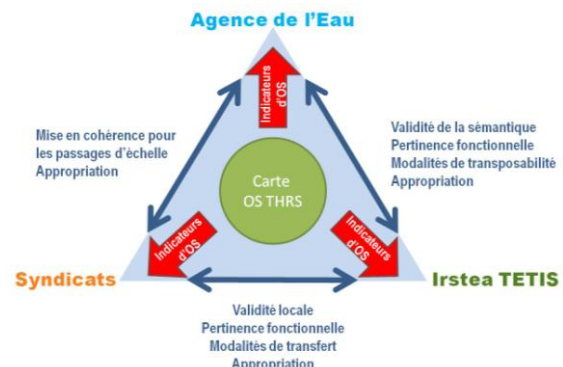 Agence de l'Eau
Indicateurs
d'OS
Mise en cohérence pour
les passages d'échelle
Appropriation
Validité de la sémantique
Pertinence fonctionnelle
Modalités de transposabilité
Appropriation
Carte
OS THRS
Indicateurs
d'OS
Indicateurs
d'OS
Syndicats
Irstea TETIS
Validité locale
Pertinence fonctionnelle
Modalités de transfert
Appropriation